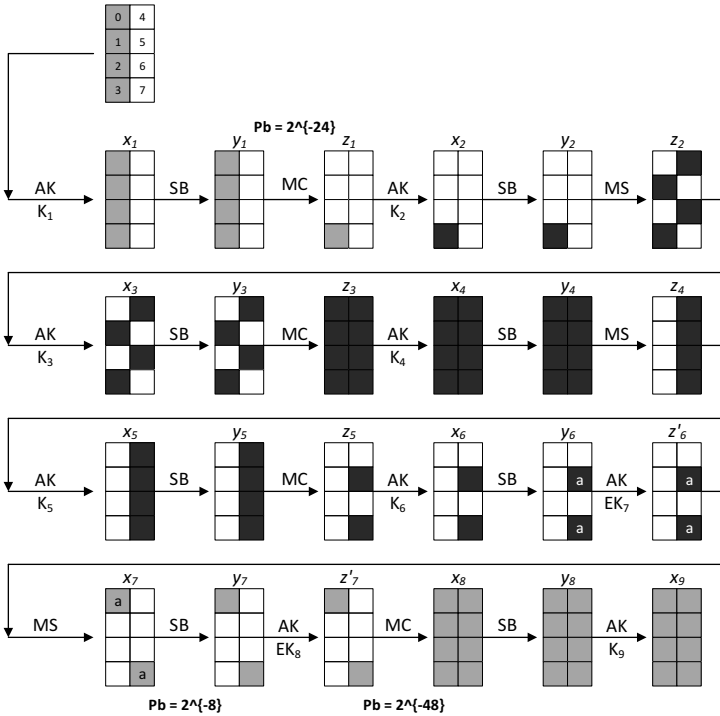 0 4
1 5
2 6
3 7
Pb = 2^{-24}
x₁ y₁ z₁ x₂ y₂ z₂
AK SB MC AK SB MS
K₁ K₂
x₃ y₃ z₃ x₄ y₄ z₄
AK SB MC AK SB MS
K₃ K₄
x₅ y₅ z₅ x₆ y₆ z'₆
AK SB MC AK SB a AK a
K₅ K₆ EK₇
a a
x₇ y₇ z'₇ x₈ y₈ x₉
a
MS SB AK MC SB AK
EK₈ K₉
a
Pb = 2^{-8} Pb = 2^{-48}